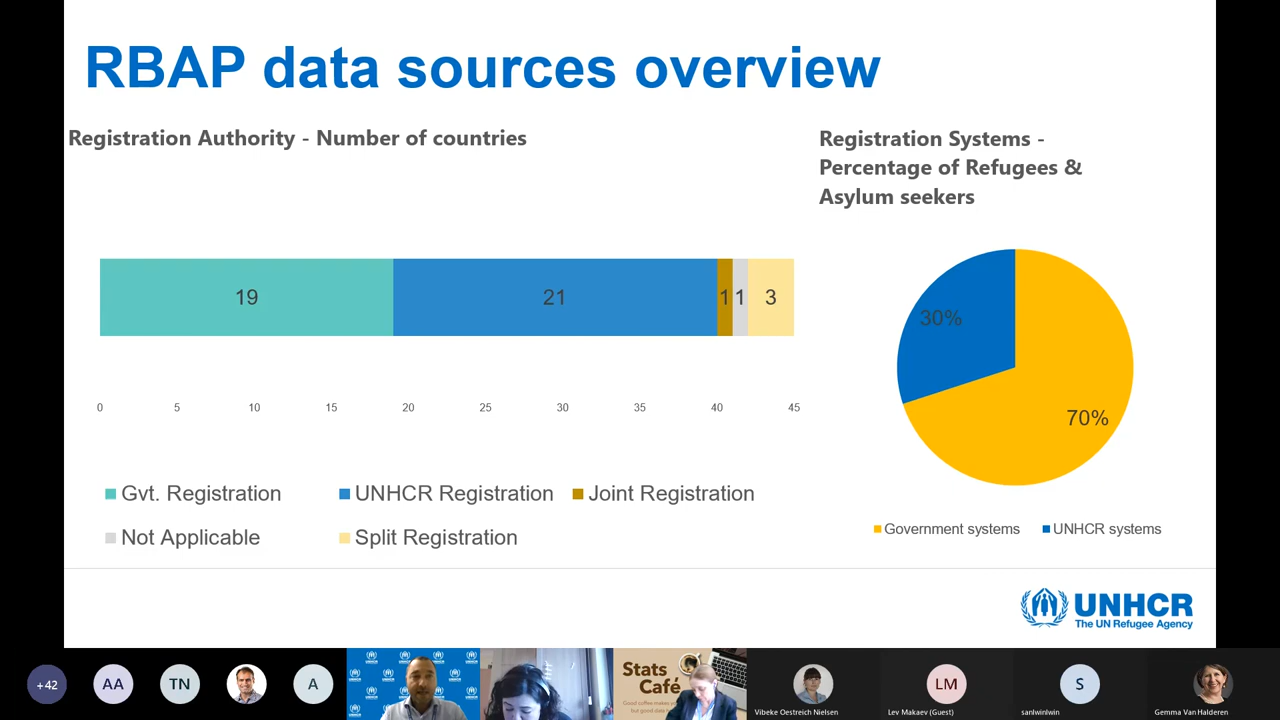 RBAP data sources overview
Registration Authority - Number of countries
Registration Systems -
Percentage of Refugees &
Asylum seekers
19
21
1
1
3
30%
70%
0
5
10
15
20
25
30
35
40
45
Gvt. Registration
UNHCR Registration
Joint Registration
Not Applicable
Split Registration
Government systems
UNHCR systems
UNHCR
The UN Refugee Agency
+42
AA
TN
A
Stats
Café
Vibeke Oestreich Nielsen
LM
Lev Makaev (Guest)
S
sanlwinlwin
Gemma Van Halderen